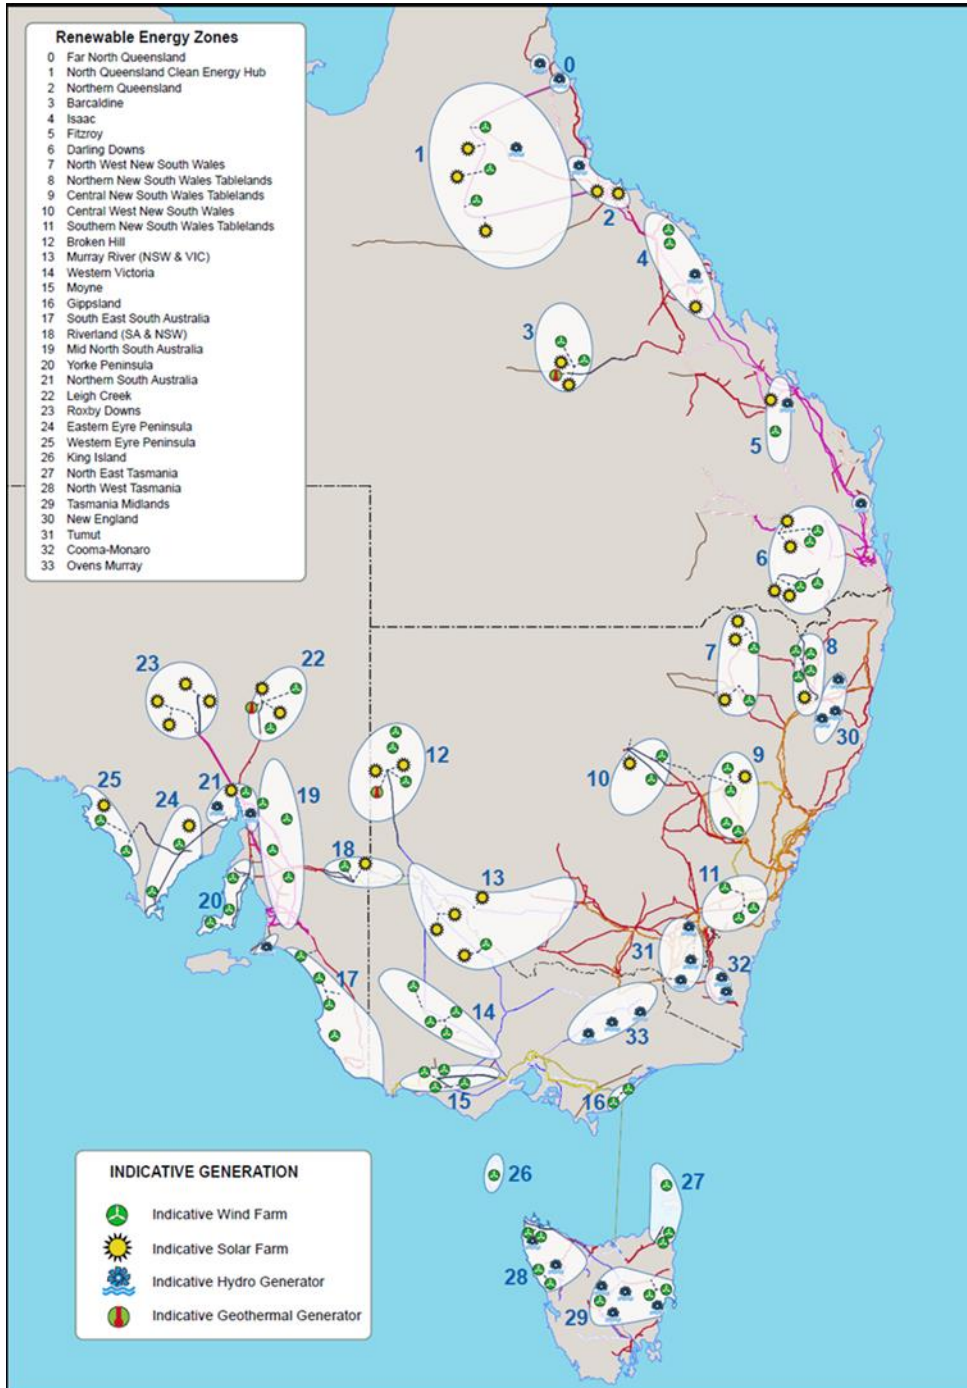 Renewable Energy Zones
0 Far North Queensland
1 North Queensland Clean Energy Hub
2 Northern Queensland
3 Barcaldine
4 Isaac
5 Fitzroy
6 Darling Downs
7 North West New South Wales
8 Northern New South Wales Tablelands
9 Central New South Wales Tablelands
10 Central West New South Wales
11 Southern New South Wales Tablelands
12 Broken Hill
13 Murray River (NSW & VIC)
14 Western Victoria
15 Moyne
16 Gippsland
17 South East South Australia
18 Riverland (SA & NSW)
19 Mid North South Australia
20 Yorke Peninsula
21 Northern South Australia
22 Leigh Creek
23 Roxby Downs
24 Eastern Eyre Peninsula
25 Western Eyre Peninsula
26 King Island
27 North East Tasmania
28 North West Tasmania
29 Tasmania Midlands
30 New England
31 Tumut
32 Cooma-Monaro
33 Ovens Murray
0
1
2
4
3
5
6
7
8
23
22
30
12
9
10
25
21
24
19
18
13
11
20
31
32
17
14
33
15
16
26
27
28
29
INDICATIVE GENERATION
Indicative Wind Farm
Indicative Solar Farm
Indicative Hydro Generator
Indicative Geothermal Generator